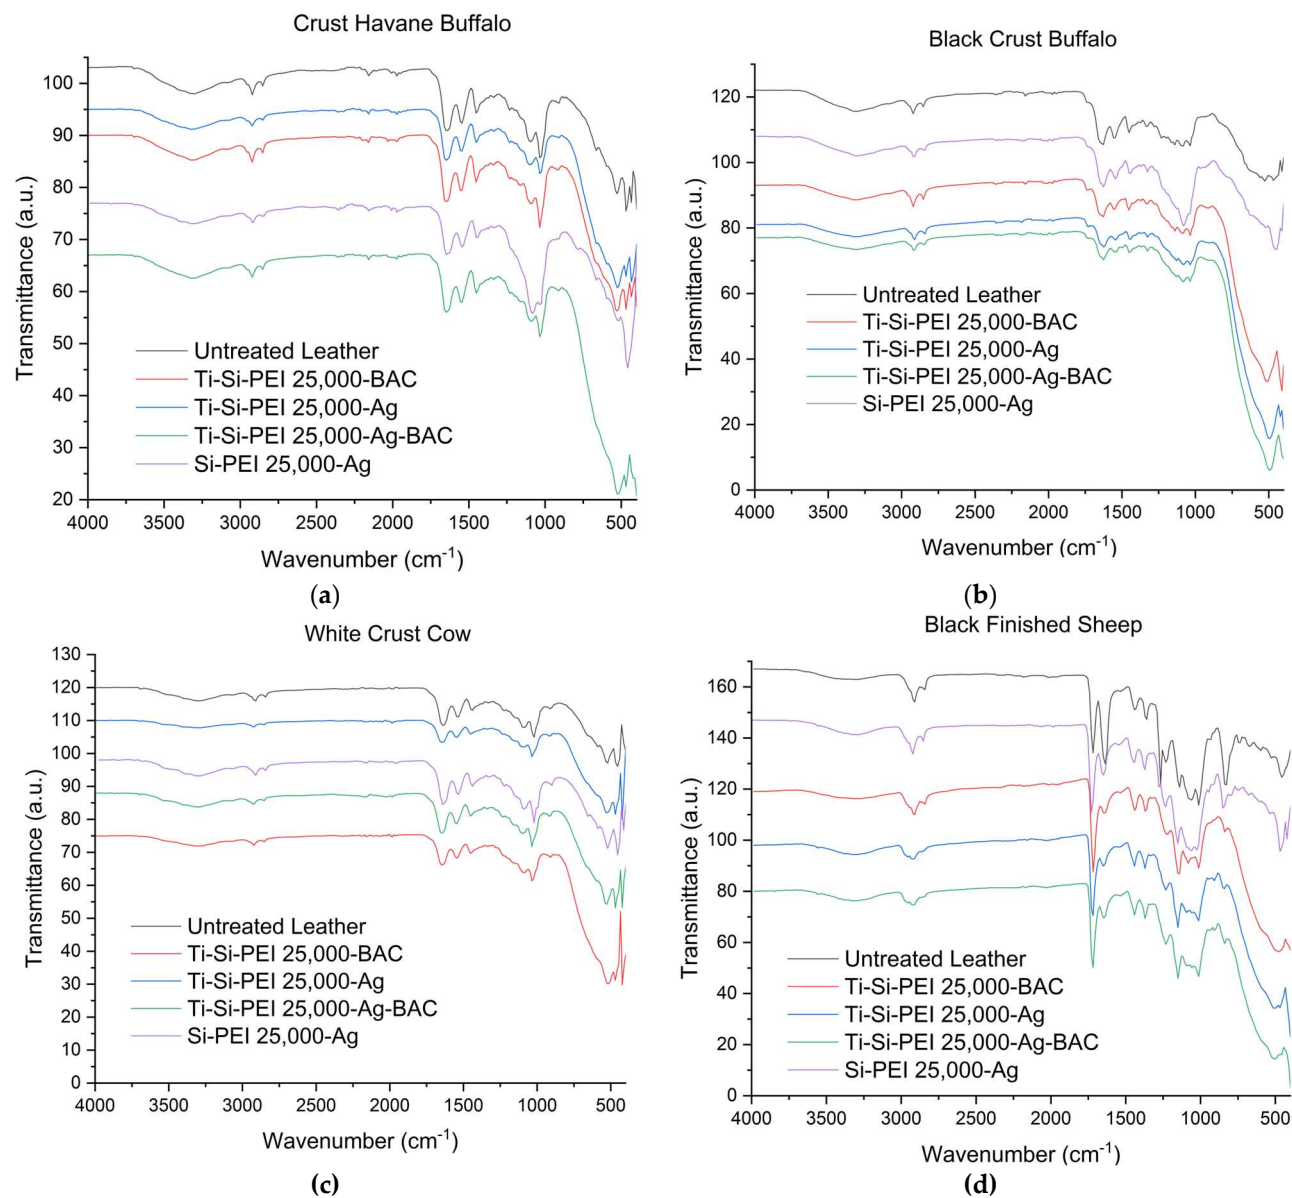 Crust Havane Buffalo
100
90
80
70
60
50
40
30
20
Transmittance (a.u.)
Untreated Leather
Ti-Si-PEI 25,000-BAC
Ti-Si-PEI 25,000-Ag
Ti-Si-PEI 25,000-Ag-BAC
Si-PEI 25,000-Ag
4000 3500 3000 2500 2000 1500 1000 500
Wavenumber (cm-1)
(a)
Black Crust Buffalo
120
100
80
60
40
20
0
Transmittance (a.u.)
Untreated Leather
Ti-Si-PEI 25,000-BAC
Ti-Si-PEI 25,000-Ag
Ti-Si-PEI 25,000-Ag-BAC
Si-PEI 25,000-Ag
4000 3500 3000 2500 2000 1500 1000 500
Wavenumber (cm-1)
(b)
White Crust Cow
130
120
110
100
90
80
70
60
50
40
30
20
10
0
Transmittance (a.u.)
Untreated Leather
Ti-Si-PEI 25,000-BAC
Ti-Si-PEI 25,000-Ag
Ti-Si-PEI 25,000-Ag-BAC
Si-PEI 25,000-Ag
4000 3500 3000 2500 2000 1500 1000 500
Wavenumber (cm-1)
(c)
Black Finished Sheep
160
140
120
100
80
60
40
20
0
Transmittance (a.u.)
Untreated Leather
Ti-Si-PEI 25,000-BAC
Ti-Si-PEI 25,000-Ag
Ti-Si-PEI 25,000-Ag-BAC
Si-PEI 25,000-Ag
4000 3500 3000 2500 2000 1500 1000 500
Wavenumber (cm-1)
(d)